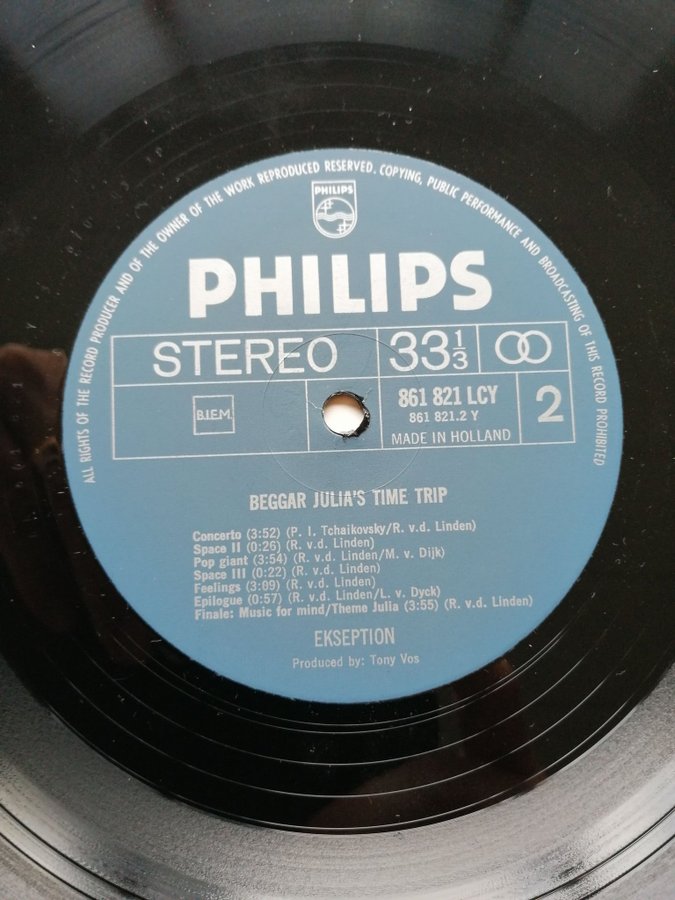 ALL RIGHTS OF THE RECORD PRODUCER AND OF THE OWNER OF THE WORK REPRODUCED RESERVED. COPYING, PUBLIC PERFORMANCE AND BROADCASTING OF THIS RECORD PROHIBITED
PHILIPS
PHILIPS
STEREO 33 1/3
B.I.E.M. 861 821 LCY 2
861 821.2 Y
MADE IN HOLLAND
BEGGAR JULIA'S TIME TRIP
Concerto (3:52) (P. I. Tchaikovsky/R. v.d. Linden)
Space II (0:26) (R. v.d. Linden)
Pop giant (3:54) (R. v.d. Linden/M. v. Dijk)
Space III (0:22) (R. v.d. Linden)
Feelings (3:09) (R. v.d. Linden)
Epilogue (0:57) (R. v.d. Linden/L. v. Dyck)
Finale: Music for mind/Theme Julia (3:55) (R. v.d. Linden)
EKSEPTION
Produced by: Tony Vos